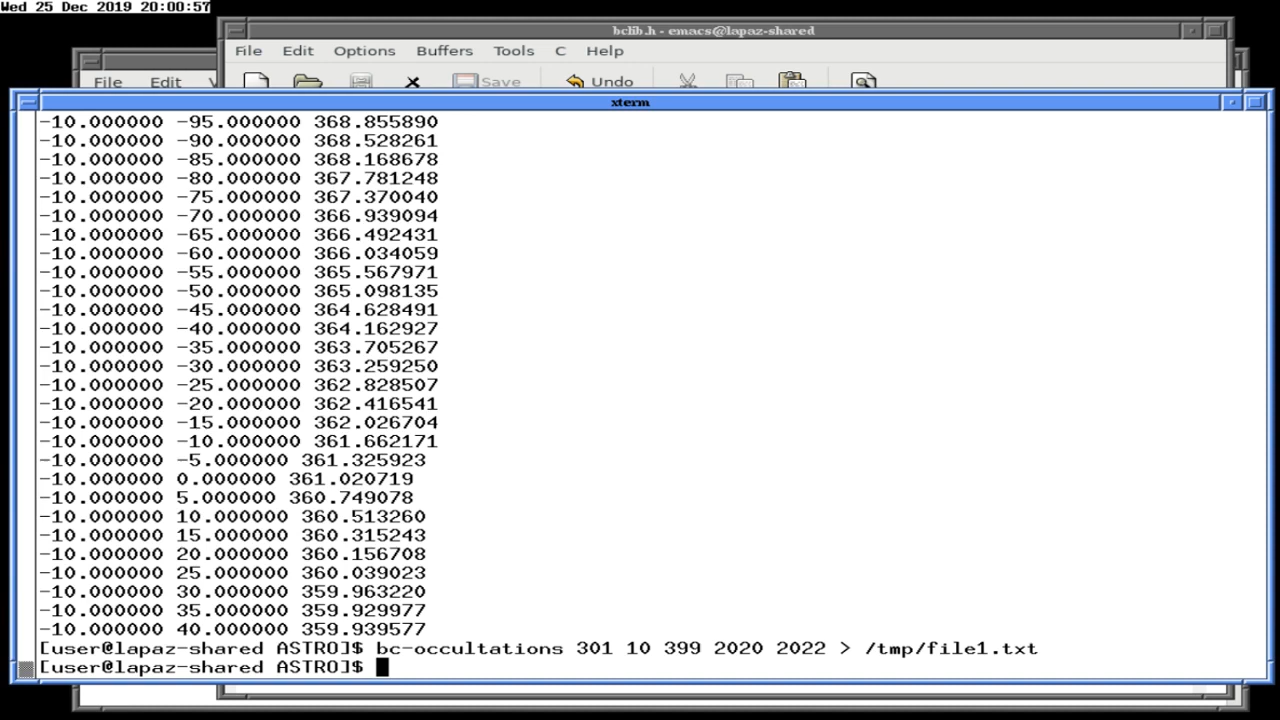 Wed 25 Dec 2019 20:00:57
bclib.h - emacs@lapaz-shared
File Edit Options Buffers Tools C Help
File Edit V
Save Undo
xterm
-10.000000 -95.000000 368.855890
-10.000000 -90.000000 368.528261
-10.000000 -85.000000 368.168678
-10.000000 -80.000000 367.781248
-10.000000 -75.000000 367.370040
-10.000000 -70.000000 366.939094
-10.000000 -65.000000 366.492431
-10.000000 -60.000000 366.034059
-10.000000 -55.000000 365.567971
-10.000000 -50.000000 365.098135
-10.000000 -45.000000 364.628491
-10.000000 -40.000000 364.162927
-10.000000 -35.000000 363.705267
-10.000000 -30.000000 363.259250
-10.000000 -25.000000 362.828507
-10.000000 -20.000000 362.416541
-10.000000 -15.000000 362.026704
-10.000000 -10.000000 361.662171
-10.000000 -5.000000 361.325923
-10.000000 0.000000 361.020719
-10.000000 5.000000 360.749078
-10.000000 10.000000 360.513260
-10.000000 15.000000 360.315243
-10.000000 20.000000 360.156708
-10.000000 25.000000 360.039023
-10.000000 30.000000 359.963220
-10.000000 35.000000 359.929977
-10.000000 40.000000 359.939577
[user@lapaz-shared ASTRO]$ bc-occultations 301 10 399 2020 2022 > /tmp/file1.txt
[user@lapaz-shared ASTRO]$